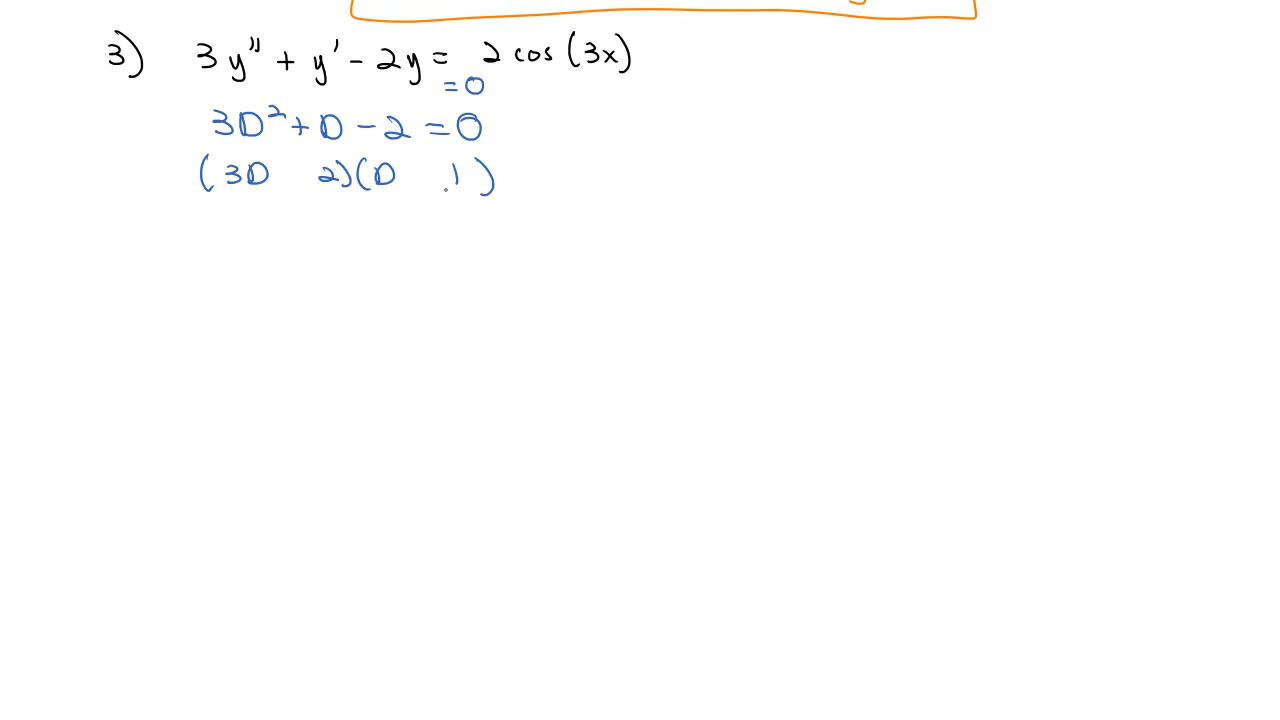 3) 3y'' + y' - 2y = 2 cos(3x)
= 0
3D² + D - 2 = 0
(3D 2)(D 1)